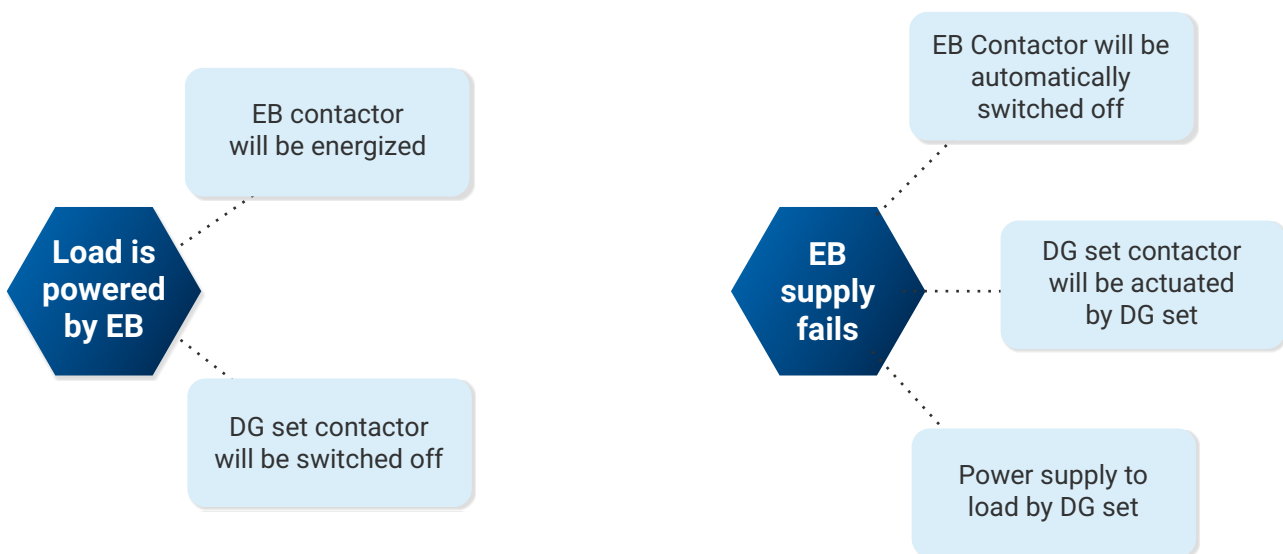 Load is
powered
by EB
EB contactor
will be energized
DG set contactor
will be switched off
EB
supply
fails
EB Contactor will be
automatically
switched off
DG set contactor
will be actuated
by DG set
Power supply to
load by DG set